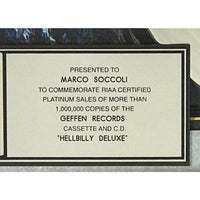 PRESENTED TO
MARCO SOCCOLI
TO COMMEMORATE RIAA CERTIFIED
PLATINUM SALES OF MORE THAN
1,000,000 COPIES OF THE
GEFFEN RECORDS
CASSETTE AND C.D.
"HELLBILLY DELUXE"